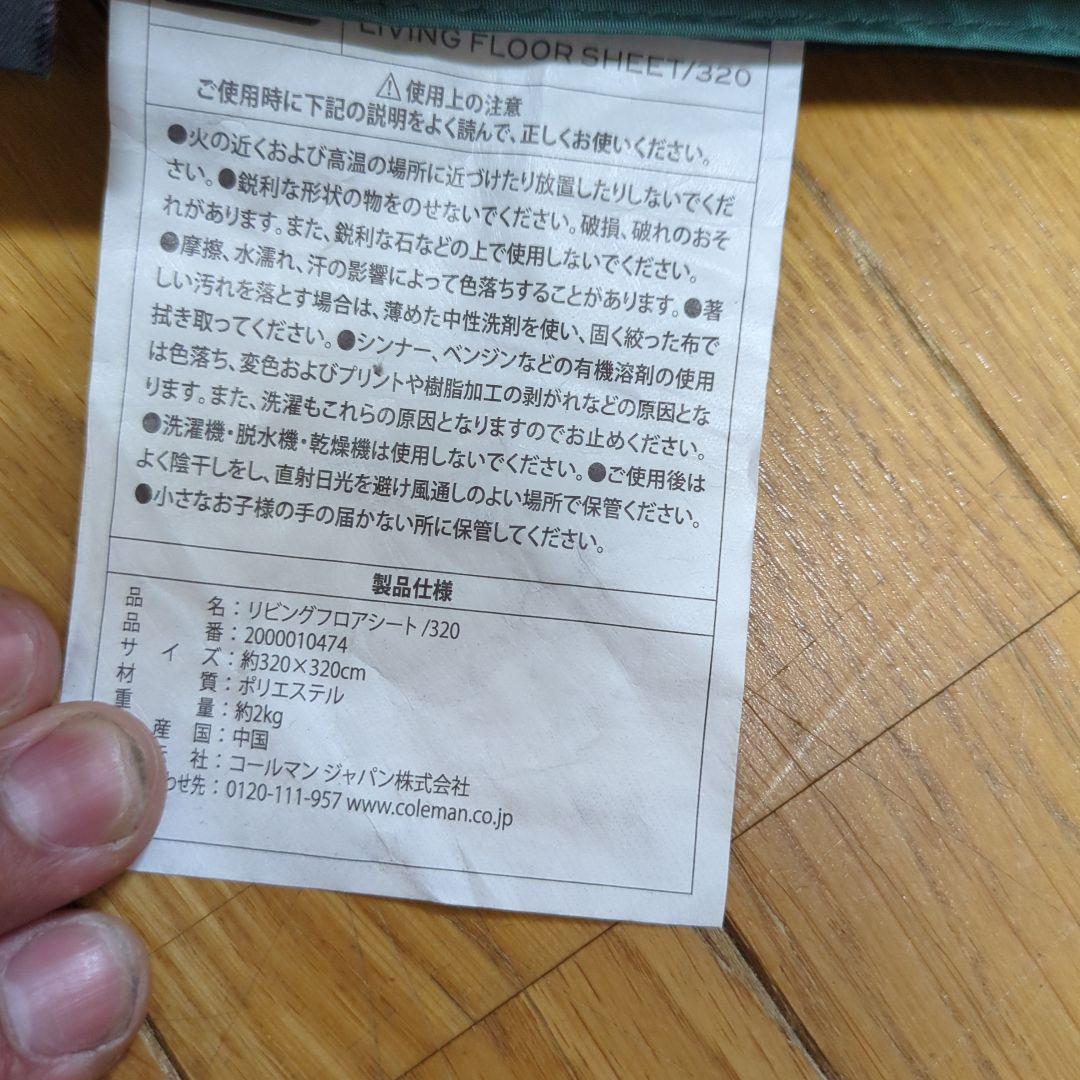 LIVING FLOOR SHEET/320
⚠使用上の注意
ご使用時に下記の説明をよく読んで、正しくお使いください。
●火の近くおよび高温の場所に近づけたり放置したりしないでくだ
さい。●鋭利な形状の物をのせないでください。破損、破れのおそ
れがあります。また、鋭利な石などの上で使用しないでください。
●摩擦、水濡れ、汗の影響によって色落ちすることがあります。●著
しい汚れを落とす場合は、薄めた中性洗剤を使い、固く絞った布で
拭き取ってください。●シンナー、ベンジンなどの有機溶剤の使用
は色落ち、変色およびプリントや樹脂加工の剥がれなどの原因とな
ります。また、洗濯もこれらの原因となりますのでお止めください。
●洗濯機・脱水機・乾燥機は使用しないでください。●ご使用後は
よく陰干しをし、直射日光を避け風通しのよい場所で保管ください。
●小さなお子様の手の届かない所に保管してください。
製品仕様
品名：リビングフロアシート/320
品番：2000010474
サイズ：約320×320cm
材質：ポリエステル
重量：約2kg
産国：中国
社：コールマン ジャパン株式会社
わせ先：0120-111-957 www.coleman.co.jp